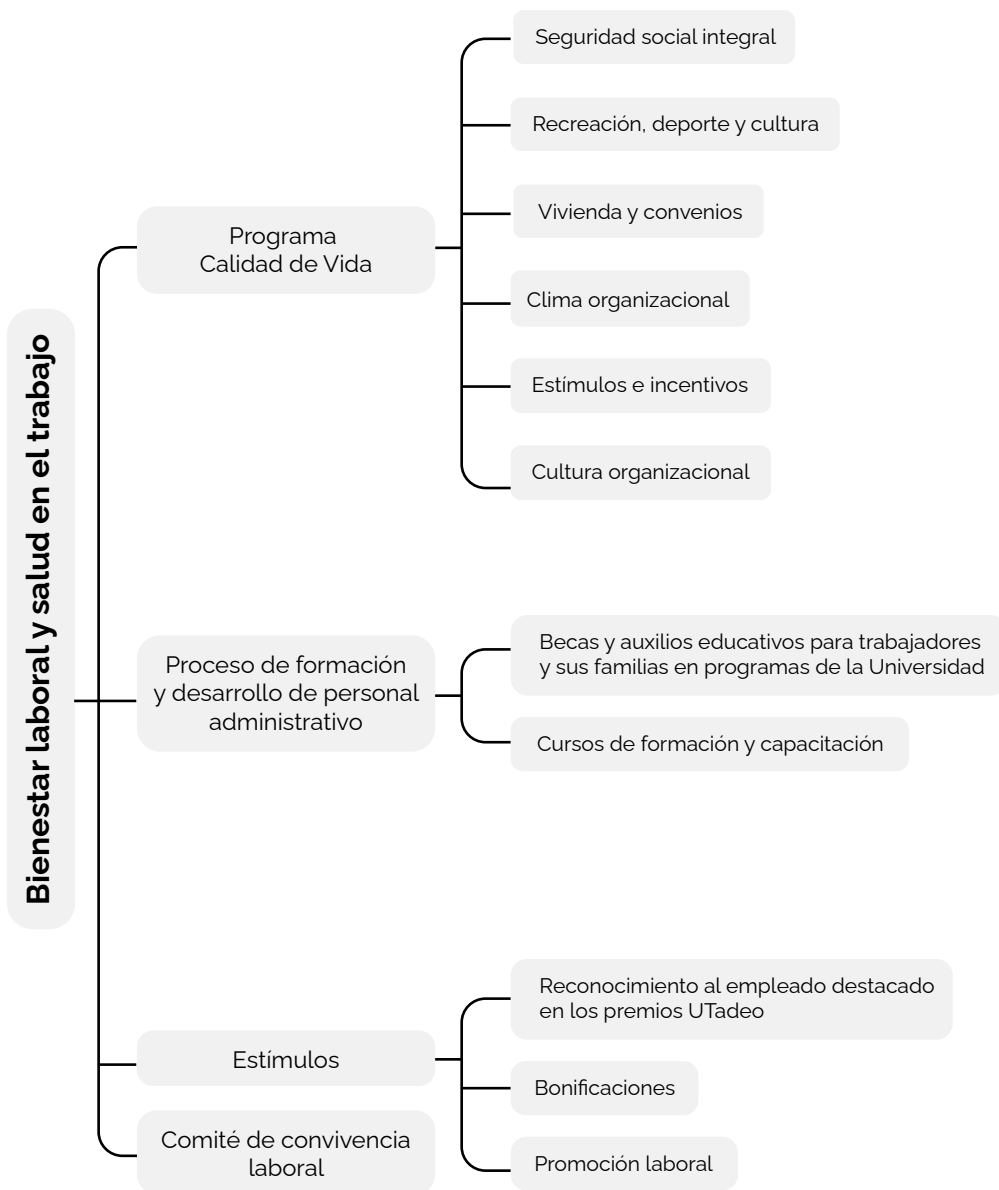 Bienestar laboral y salud en el trabajo
Programa
Calidad de Vida
Seguridad social integral
Recreación, deporte y cultura
Vivienda y convenios
Clima organizacional
Estímulos e incentivos
Cultura organizacional
Proceso de formación
y desarrollo de personal
administrativo
Becas y auxilios educativos para trabajadores
y sus familias en programas de la Universidad
Cursos de formación y capacitación
Estímulos
Reconocimiento al empleado destacado
en los premios UTadeo
Bonificaciones
Promoción laboral
Comité de convivencia
laboral